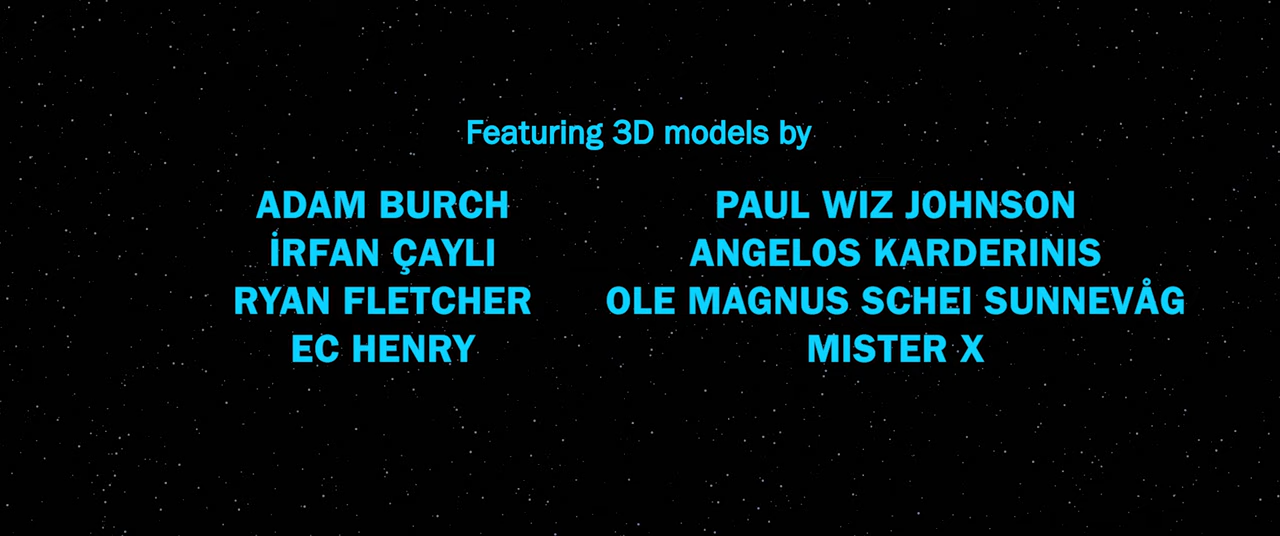 Featuring 3D models by
ADAM BURCH
İRFAN ÇAYLI
RYAN FLETCHER
EC HENRY
PAUL WIZ JOHNSON
ANGELOS KARDERINIS
OLE MAGNUS SCHEI SUNNEVÅG
MISTER X